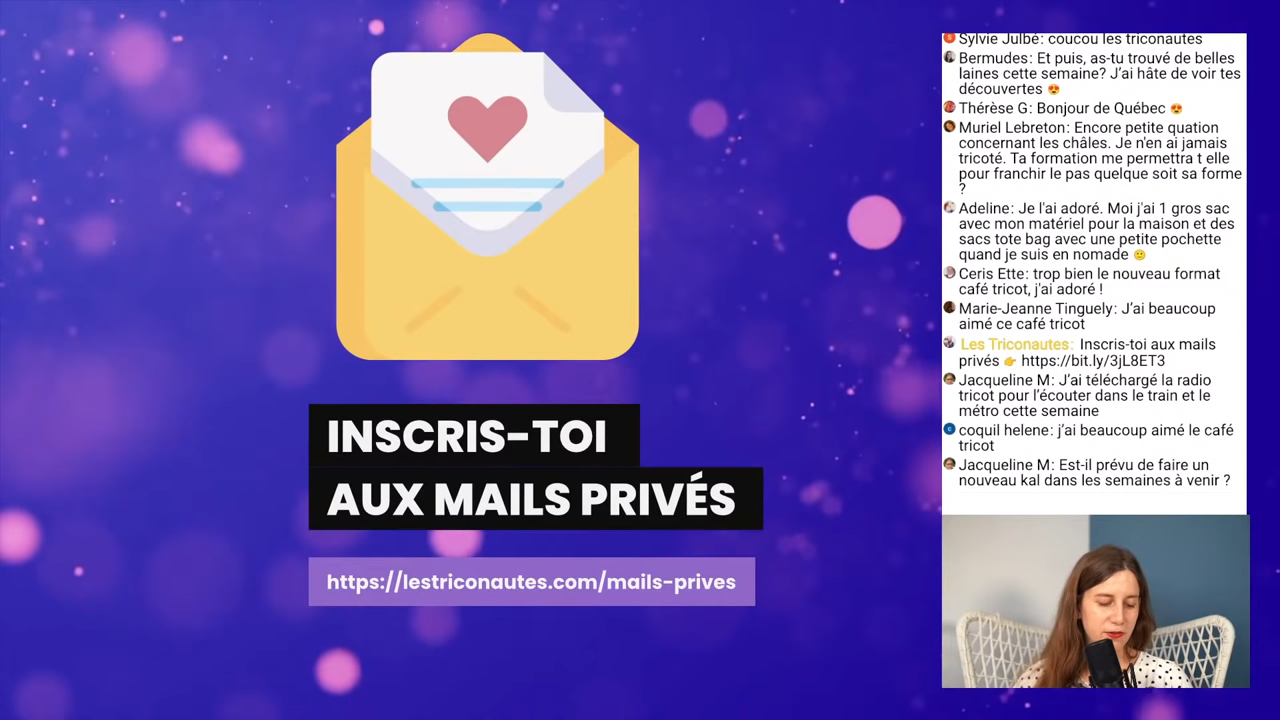 INSCRIS-TOI
AUX MAILS PRIVÉS
https://lestriconautes.com/mails-prives
Sylvie Julbé: coucou les triconautes
Bermudes: Et puis, as-tu trouvé de belles
laines cette semaine? J'ai hâte de voir tes
découvertes 😍
Thérèse G: Bonjour de Québec 😍
Muriel Lebreton: Encore petite quation
concernant les châles. Je n'en ai jamais
tricoté. Ta formation me permettra t elle
pour franchir le pas quelque soit sa forme
?
Adeline: Je l'ai adoré. Moi j'ai 1 gros sac
avec mon matériel pour la maison et des
sacs tote bag avec une petite pochette
quand je suis en nomade 🙂
Ceris Ette: trop bien le nouveau format
café tricot, j'ai adoré !
Marie-Jeanne Tinguely: J'ai beaucoup
aimé ce café tricot
Les Triconautes: Inscris-toi aux mails
privés 👉 https://bit.ly/3jL8ET3
Jacqueline M: J'ai téléchargé la radio
tricot pour l'écouter dans le train et le
métro cette semaine
coquil helene: j'ai beaucoup aimé le café
tricot
Jacqueline M: Est-il prévu de faire un
nouveau kal dans les semaines à venir ?